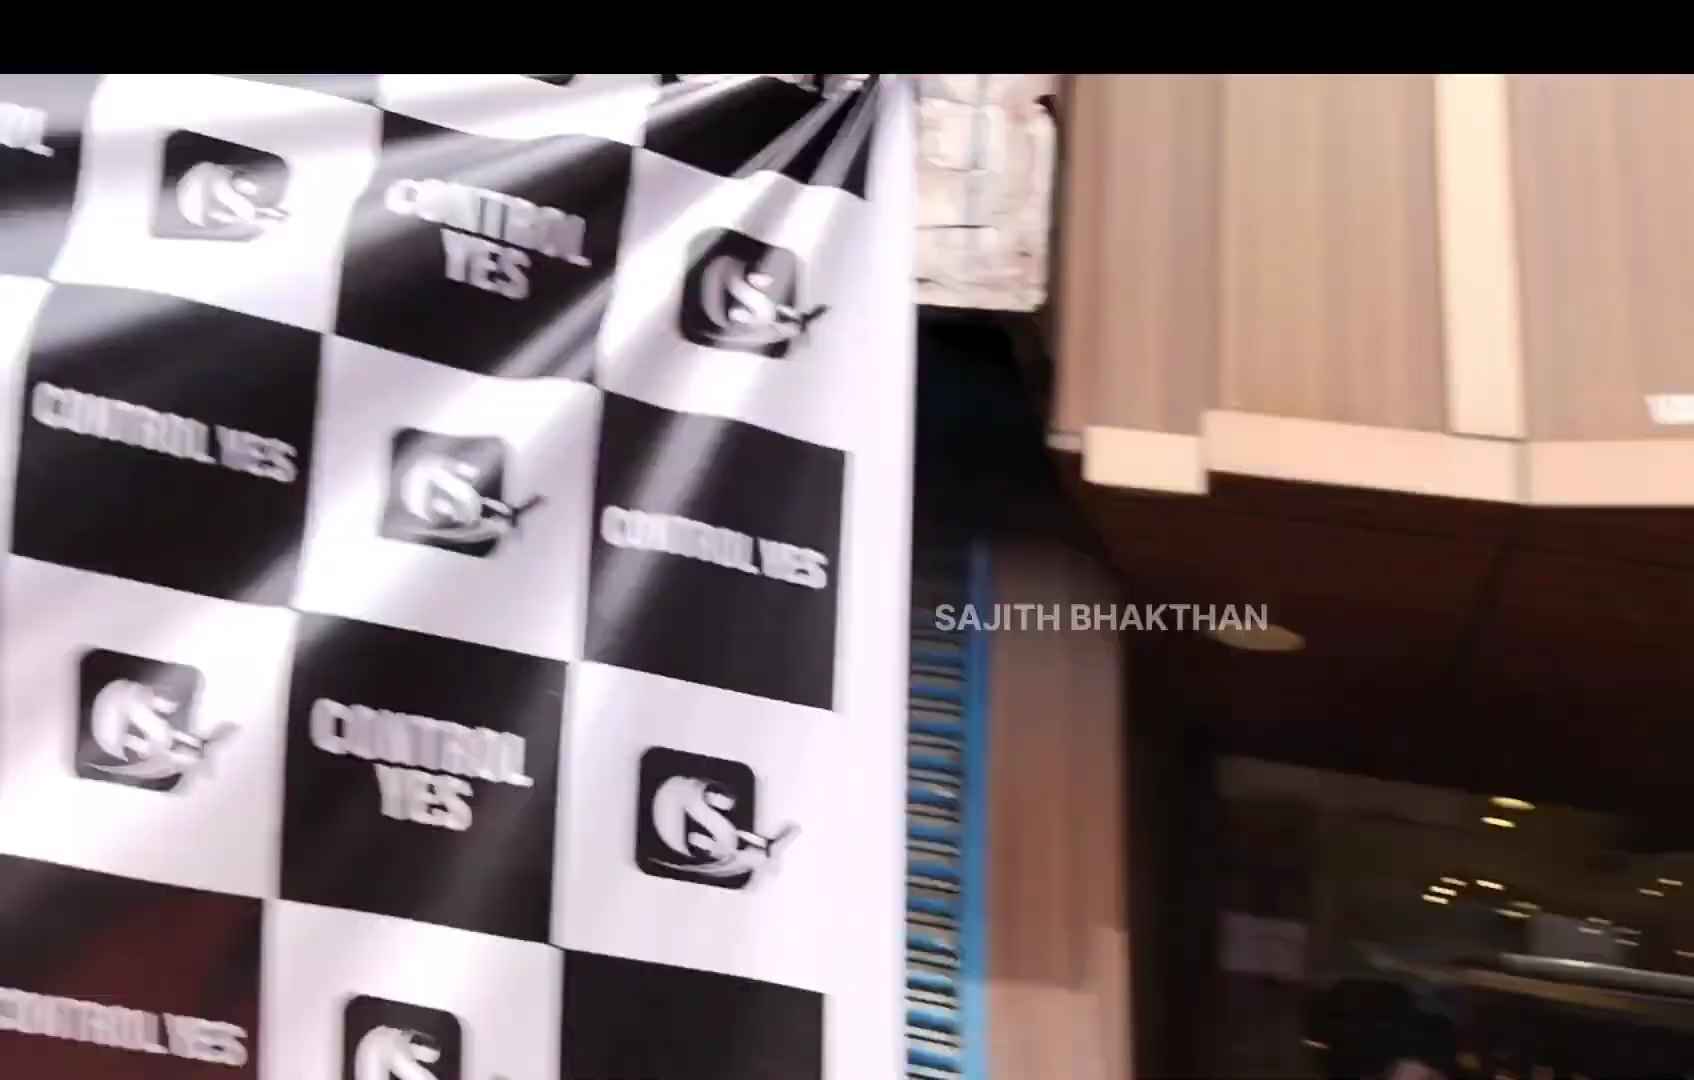 CONTROL
YES
CONTROL YES
CONTROL YES
SAJITH BHAKTHAN
CONTROL
YES
CONTROL YES